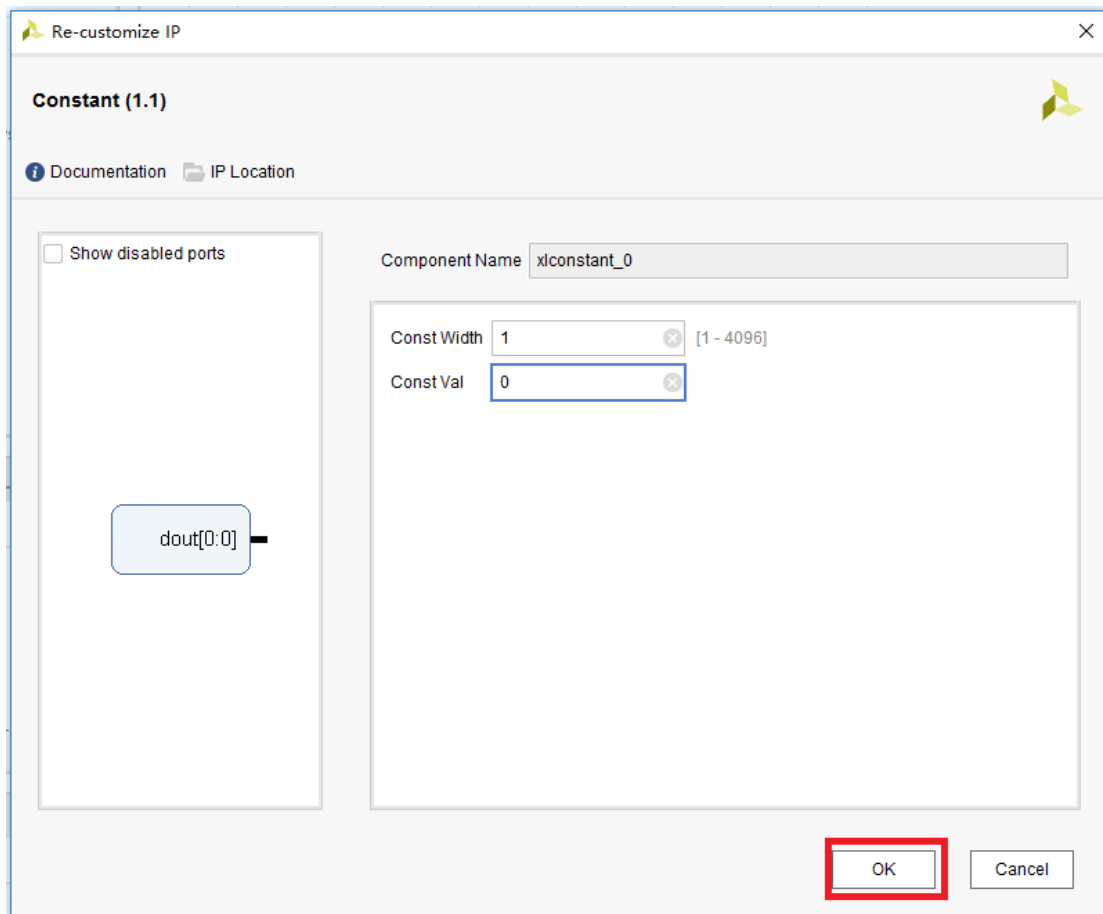 Re-customize IP
Constant (1.1)
Documentation IP Location
Show disabled ports
dout[0:0]
Component Name xlconstant_0
Const Width 1 [1 - 4096]
Const Val 0
OK Cancel